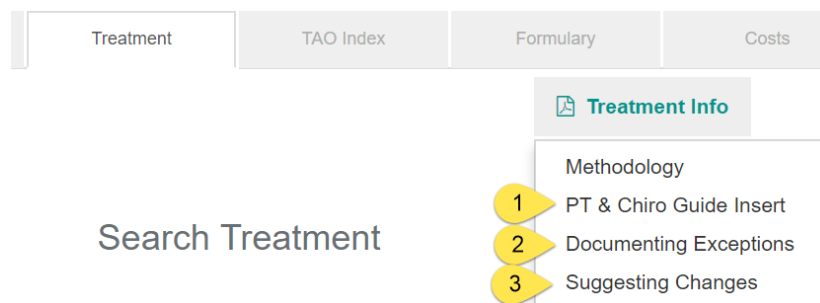 Treatment TAO Index Formulary Costs
Treatment Info
Methodology
1 PT & Chiro Guide Insert
Search Treatment
2 Documenting Exceptions
3 Suggesting Changes